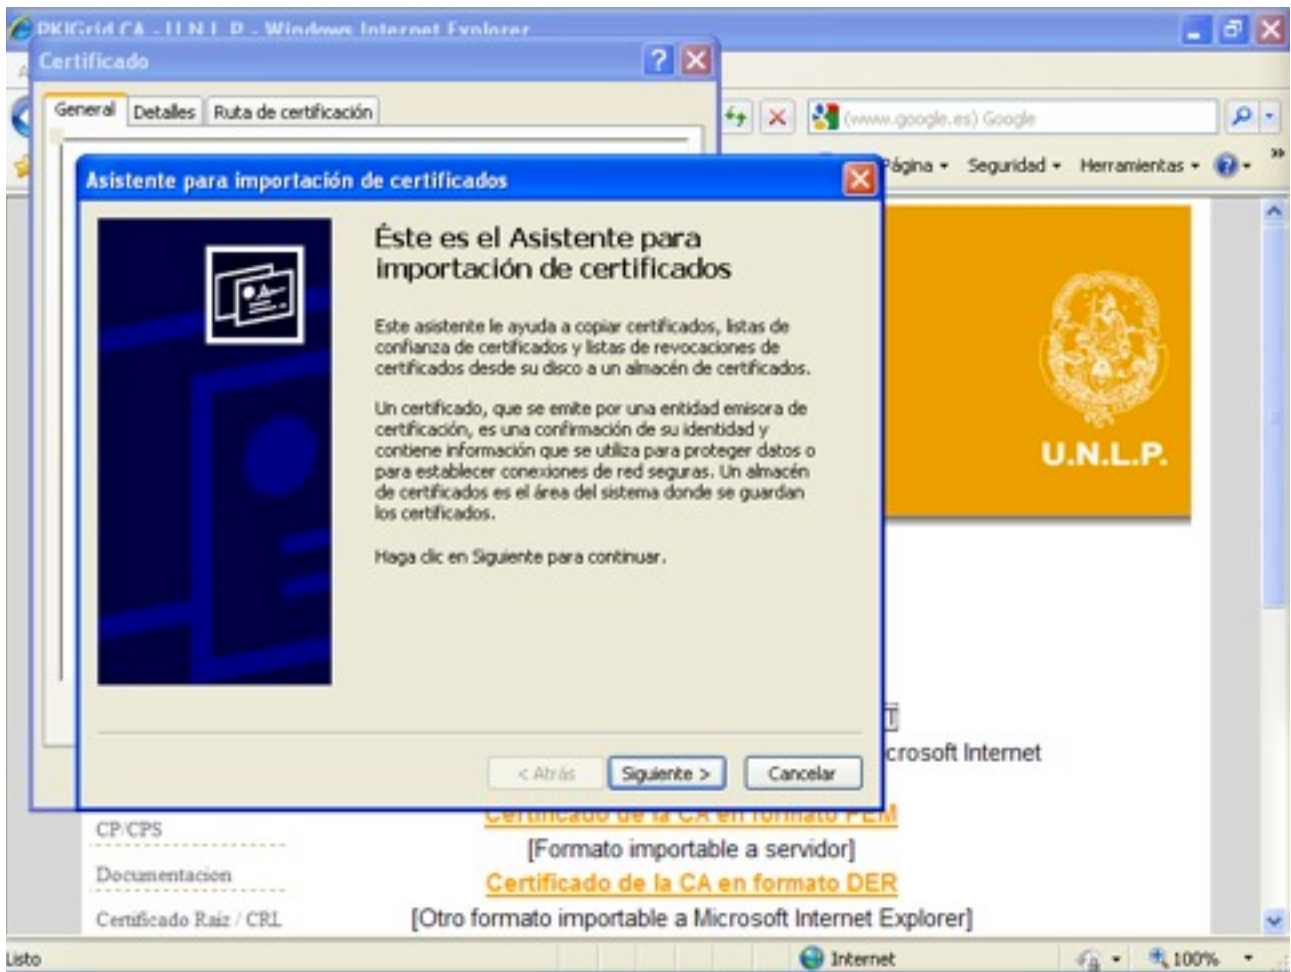 PKIGrid CA - U.N.L.P. - Windows Internet Explorer
Certificado
General Detalles Ruta de certificación
(www.google.es) Google
Página Seguridad Herramientas
Asistente para importación de certificados
Éste es el Asistente para
importación de certificados
Este asistente le ayuda a copiar certificados, listas de
confianza de certificados y listas de revocaciones de
certificados desde su disco a un almacén de certificados.
Un certificado, que se emite por una entidad emisora de
certificación, es una confirmación de su identidad y
contiene información que se utiliza para proteger datos o
para establecer conexiones de red seguras. Un almacén
de certificados es el área del sistema donde se guardan
los certificados.
Haga clic en Siguiente para continuar.
< Atrás Siguiente > Cancelar
U.N.L.P.
crosoft Internet
Certificado de la CA en formato PEM
[Formato importable a servidor]
Certificado de la CA en formato DER
[Otro formato importable a Microsoft Internet Explorer]
CP/CPS
Documentacion
Certificado Raiz / CRL
Listo
Internet
100%